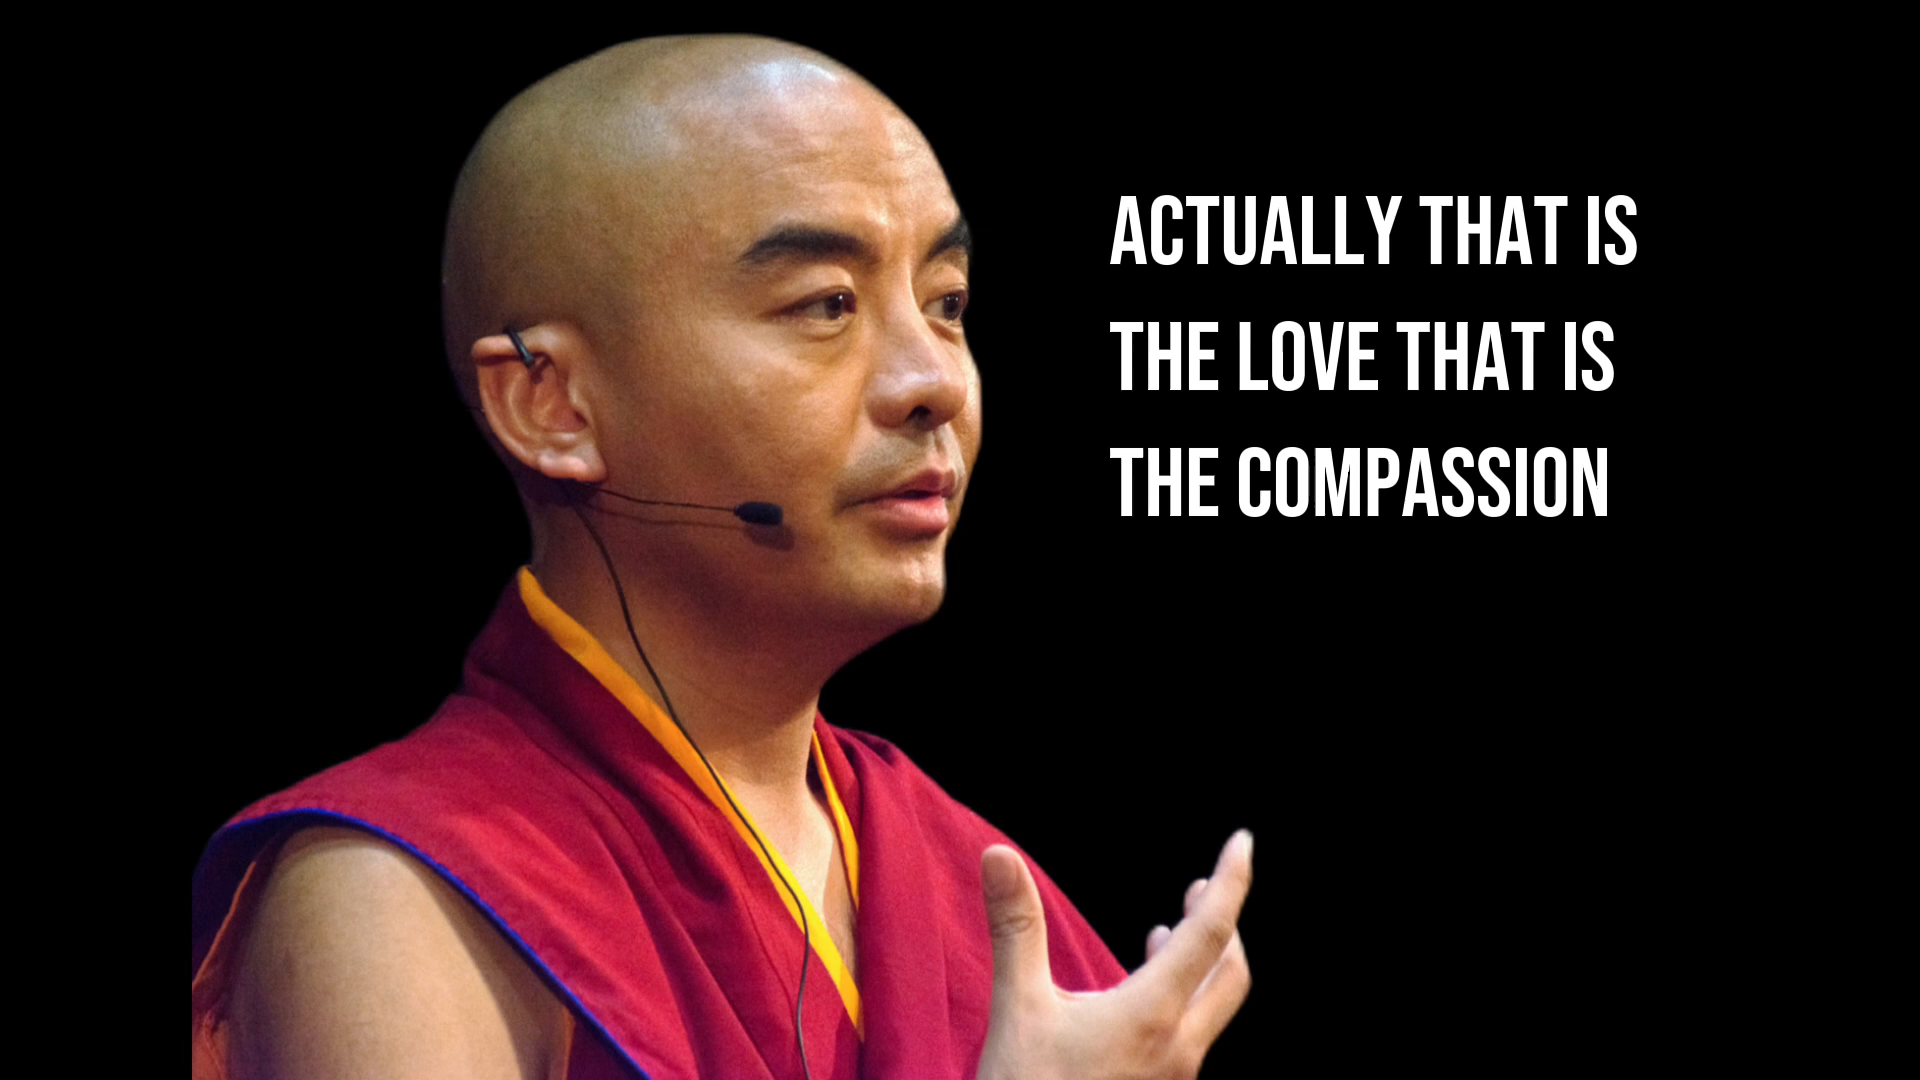 ACTUALLY THAT IS
THE LOVE THAT IS
THE COMPASSION